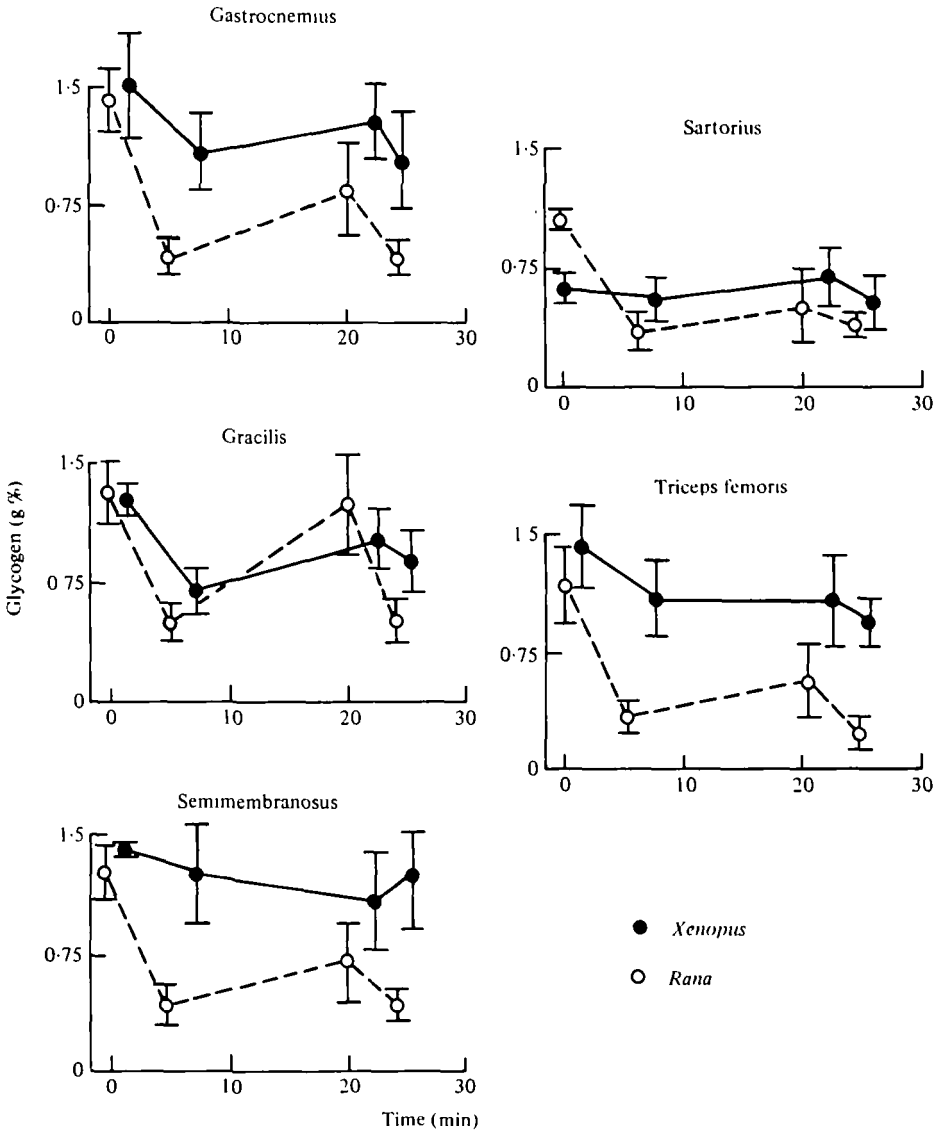 Gastrocnemius
1·5
0·75
0
0 10 20 30
Sartorius
1·5
0·75
0
0 10 20 30
Gracilis
1·5
0·75
0
0 10 20 30
Triceps femoris
1·5
0·75
0
0 10 20 30
Semimembranosus
1·5
0·75
0
0 10 20 30
Glycogen (g %)
Time (min)
Xenopus
Rana